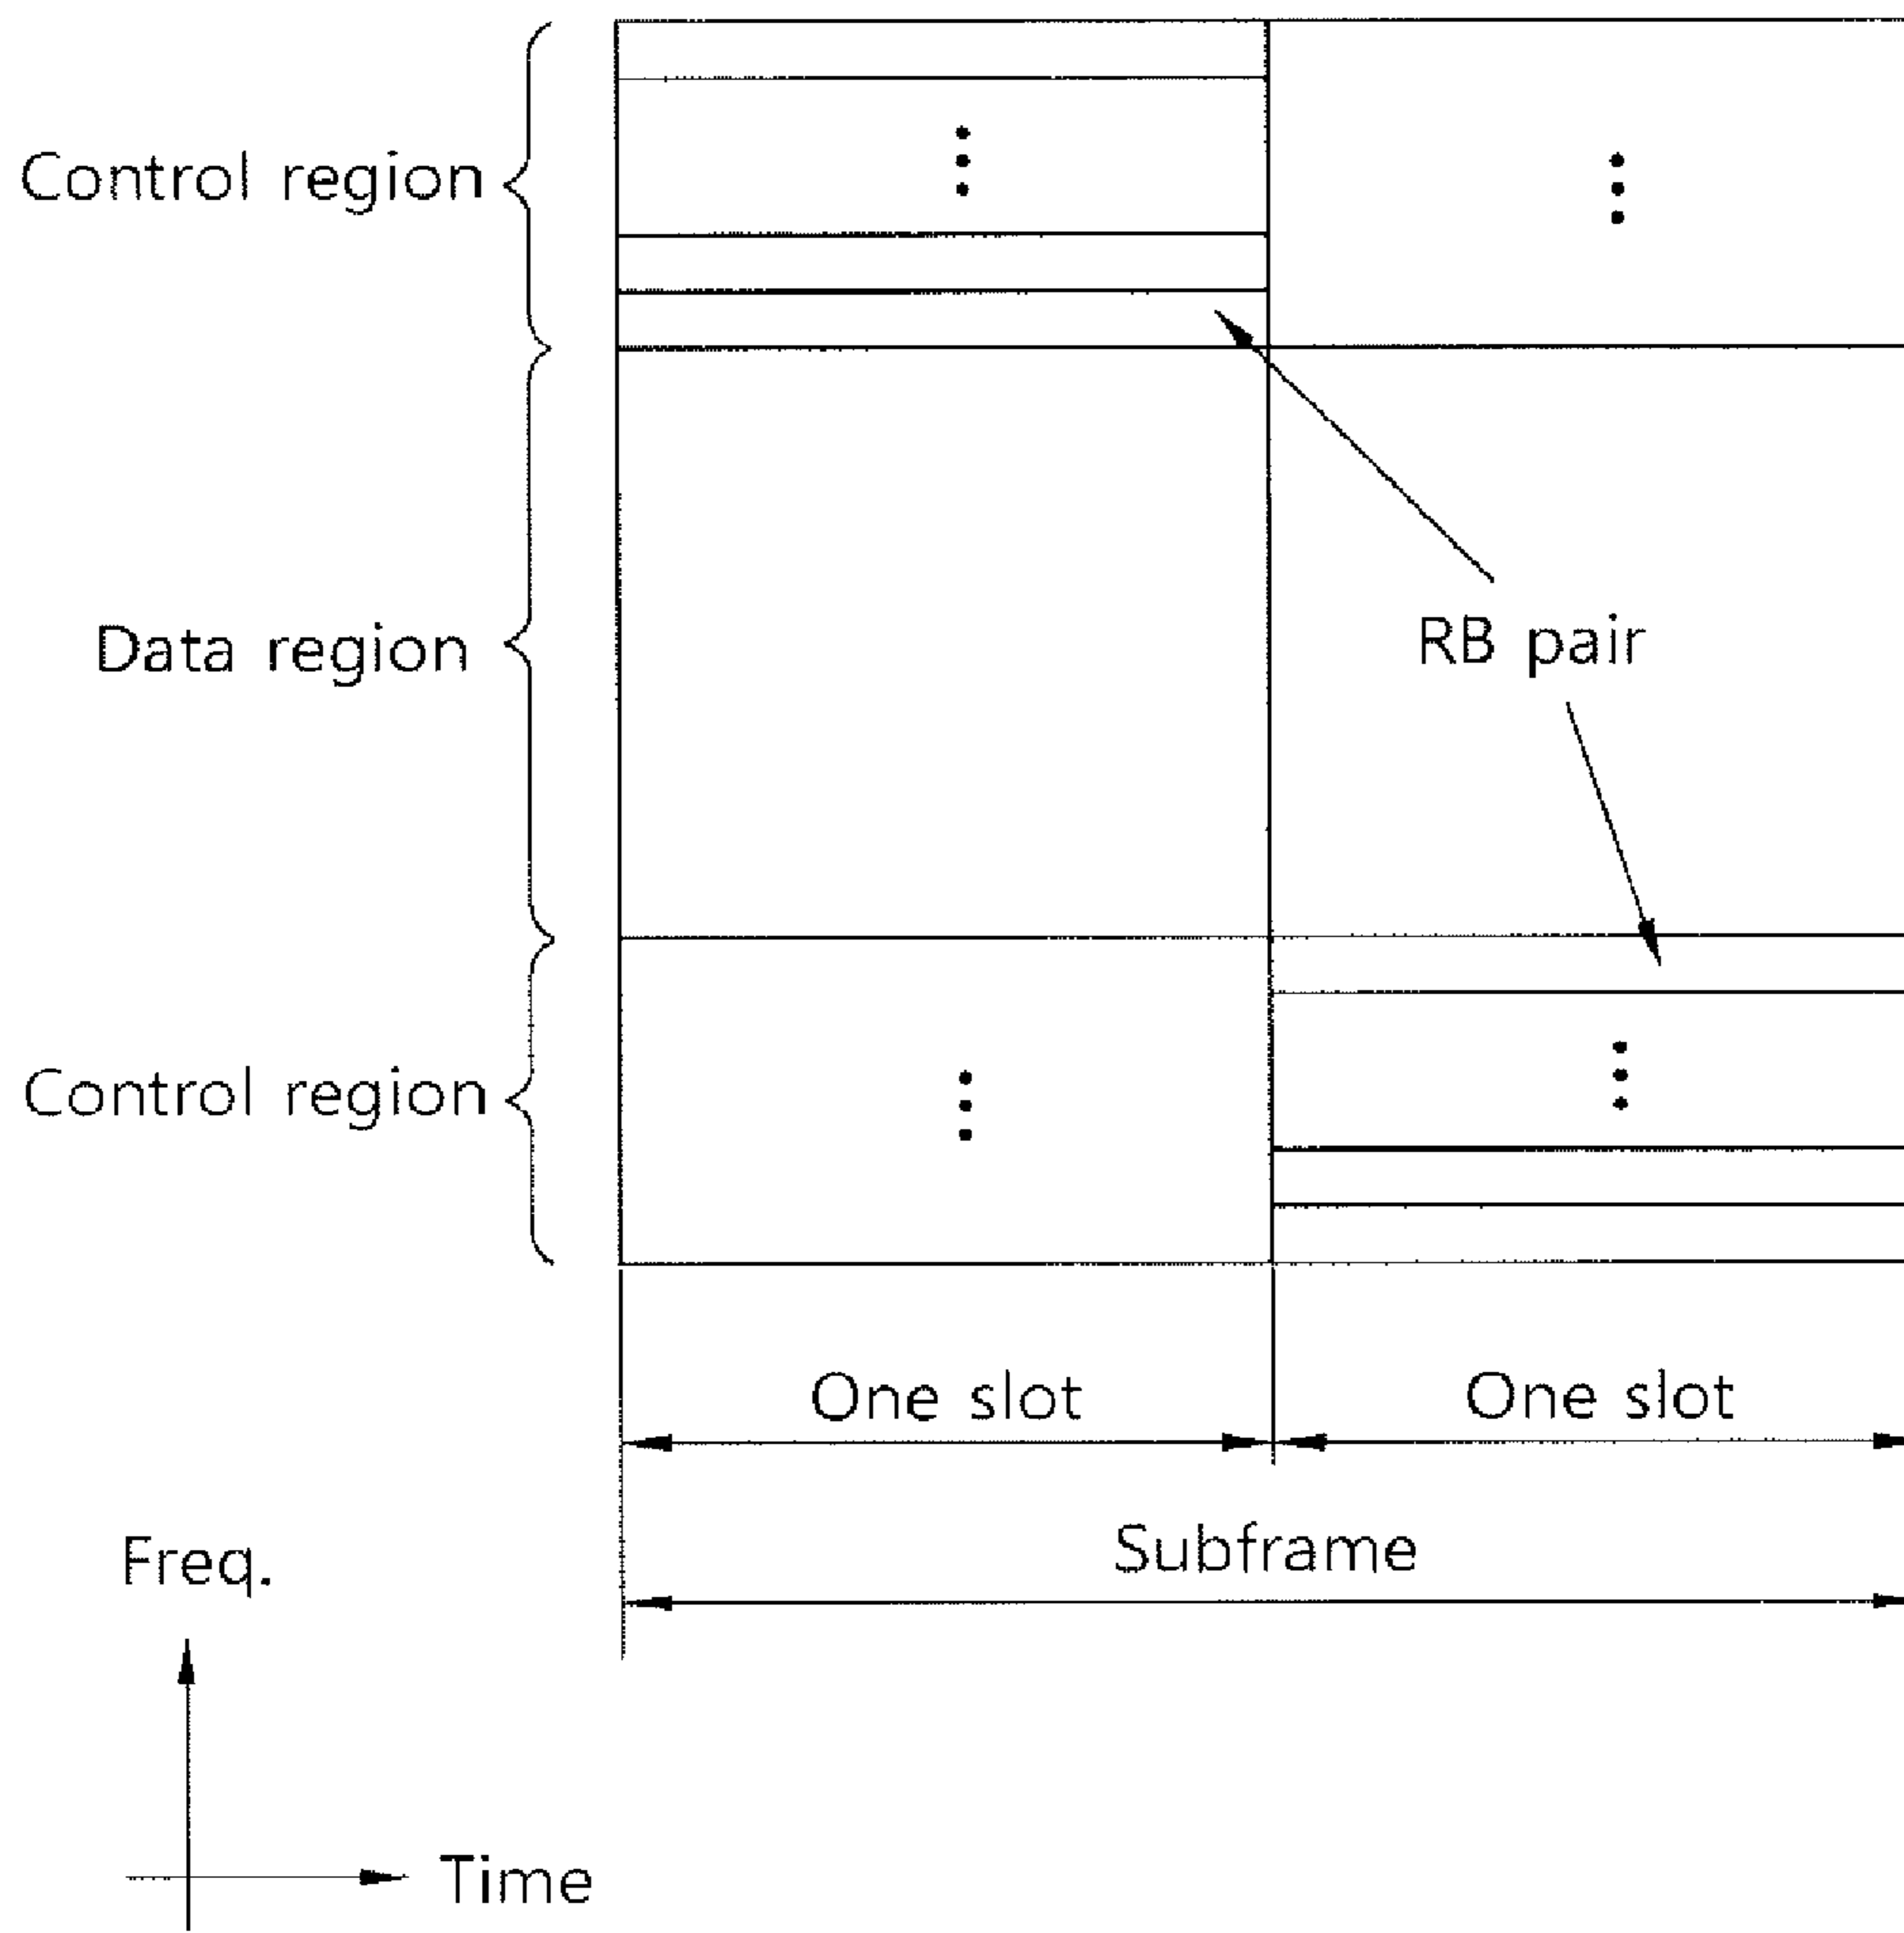 Control region
Data region
RB pair
Control region
One slot
One slot
Subframe
Freq.
Time